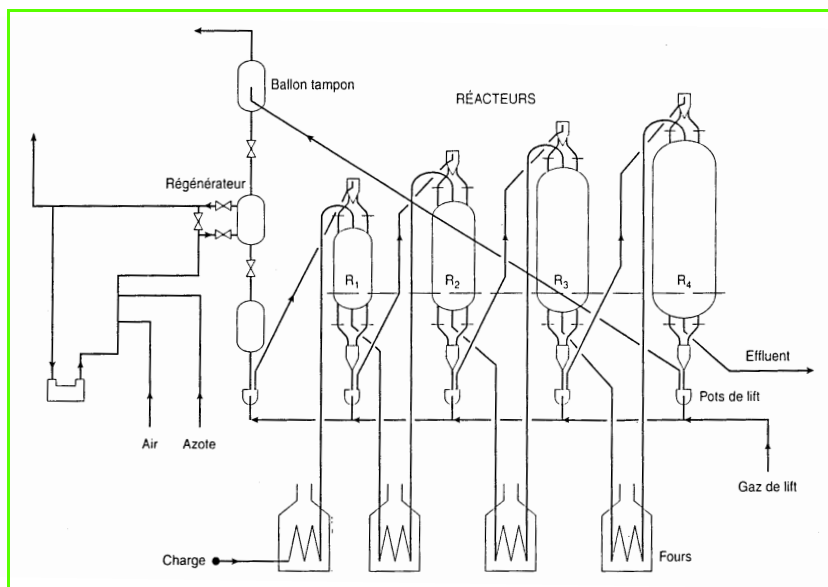 Ballon tampon
RÉACTEURS
Régénérateur
R1
R2
R3
R4
Effluent
Pots de lift
Air
Azote
Gaz de lift
Charge
Fours